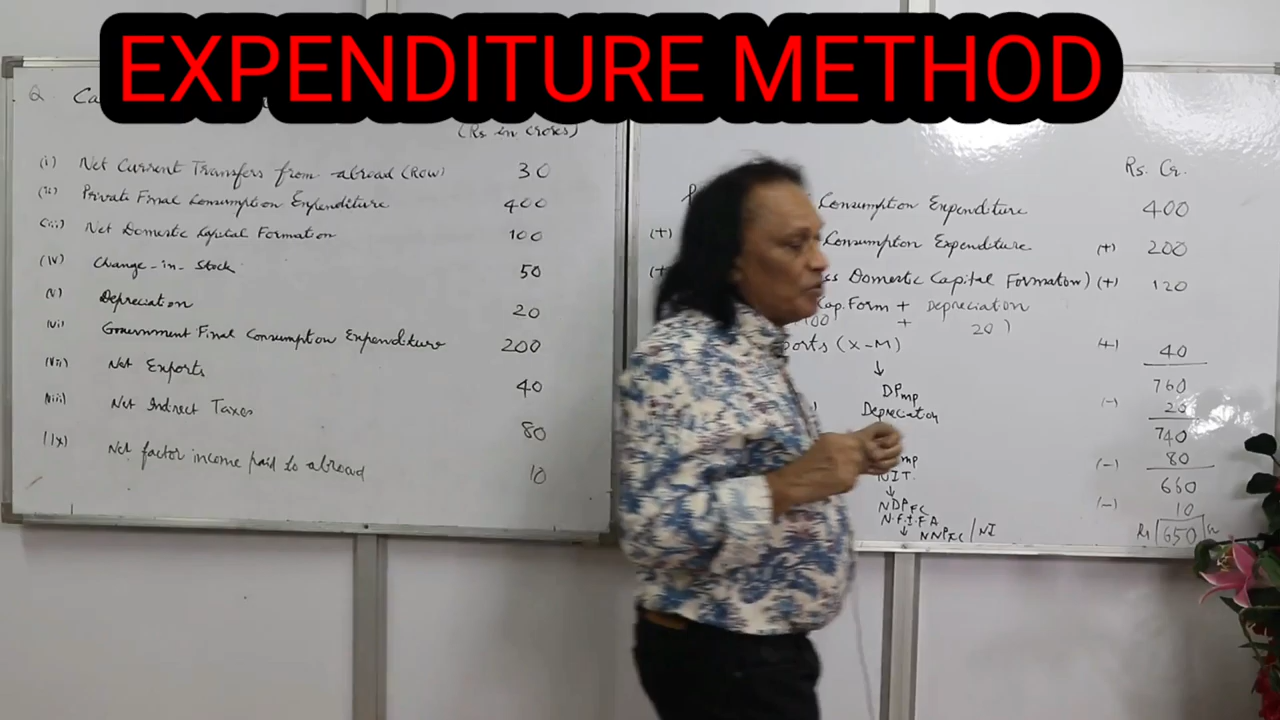 EXPENDITURE METHOD
Q Ca
(Rs in crores)
(i) Net Current Transfers from abroad (ROW) 30
(ii) Private Final Consumption Expenditure 400
(iii) Net Domestic Capital Formation 100
(iv) Change-in-Stock 50
(v) Depreciation 20
(vi) Government Final Consumption Expenditure 200
(vii) Net Exports 40
(viii) Net Indirect Taxes 80
(ix) Net factor income paid to abroad 10
Rs. Cr.
Consumption Expenditure 400
(+) Consumption Expenditure (+) 200
(+ ss Domestic Capital Formation) (+) 120
Cap. Form + Depreciation
100 + 20)
ports (X-M) (+) 40
↓ 760
DPmp
Depreciation (-) 20
740
mp
NIT. (-) 80
↓ 660
NDPFC
N.F.I.F.A (-) 10
↓ NNPFC / NI Rs 650